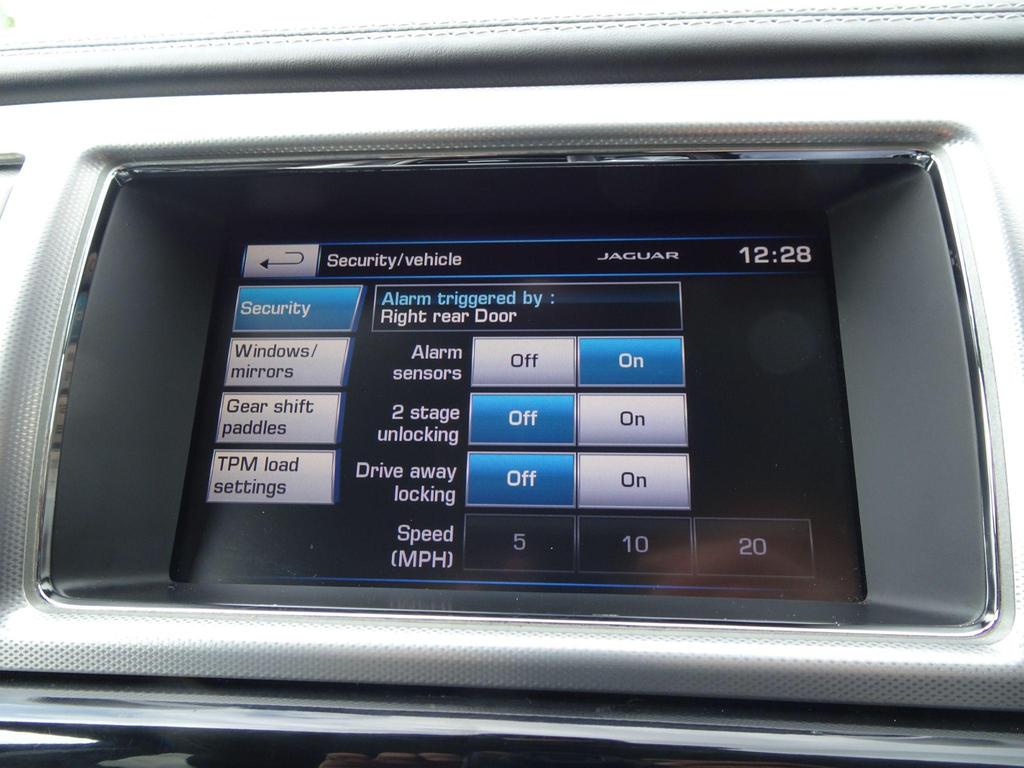 Security/vehicle JAGUAR 12:28
Security
Alarm triggered by :
Right rear Door
Windows/
mirrors
Alarm
sensors
Off On
Gear shift
paddles
2 stage
unlocking
Off On
TPM load
settings
Drive away
locking
Off On
Speed
(MPH)
5 10 20